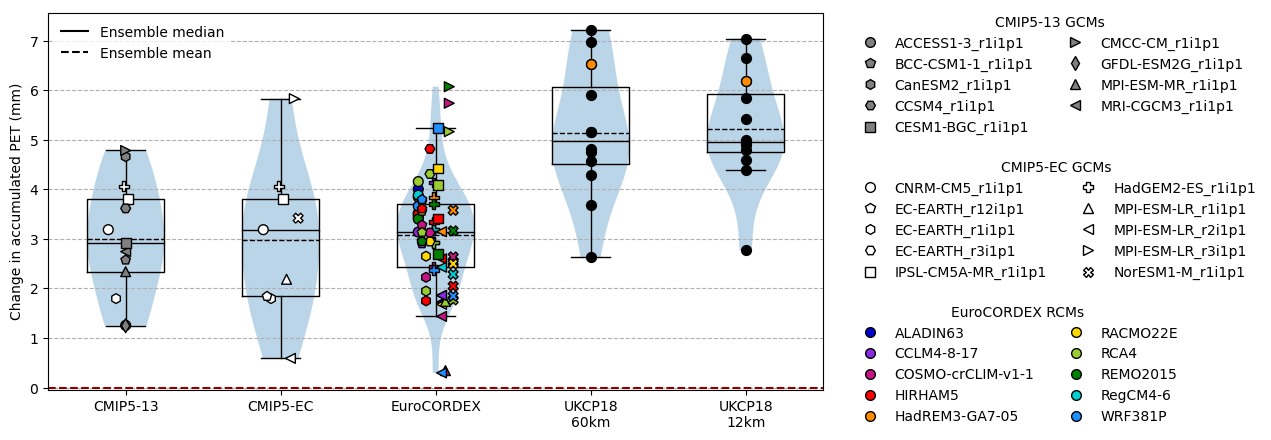 Change in accumulated PET (mm)
7
6
5
4
3
2
1
0
Ensemble median
Ensemble mean
CMIP5-13
CMIP5-EC
EuroCORDEX
UKCP18
60km
UKCP18
12km
CMIP5-13 GCMs
ACCESS1-3_r1i1p1
BCC-CSM1-1_r1i1p1
CanESM2_r1i1p1
CCSM4_r1i1p1
CESM1-BGC_r1i1p1
CMCC-CM_r1i1p1
GFDL-ESM2G_r1i1p1
MPI-ESM-MR_r1i1p1
MRI-CGCM3_r1i1p1
CMIP5-EC GCMs
CNRM-CM5_r1i1p1
EC-EARTH_r12i1p1
EC-EARTH_r1i1p1
EC-EARTH_r3i1p1
IPSL-CM5A-MR_r1i1p1
HadGEM2-ES_r1i1p1
MPI-ESM-LR_r1i1p1
MPI-ESM-LR_r2i1p1
MPI-ESM-LR_r3i1p1
NorESM1-M_r1i1p1
EuroCORDEX RCMs
ALADIN63
CCLM4-8-17
COSMO-crCLIM-v1-1
HIRHAM5
HadREM3-GA7-05
RACMO22E
RCA4
REMO2015
RegCM4-6
WRF381P